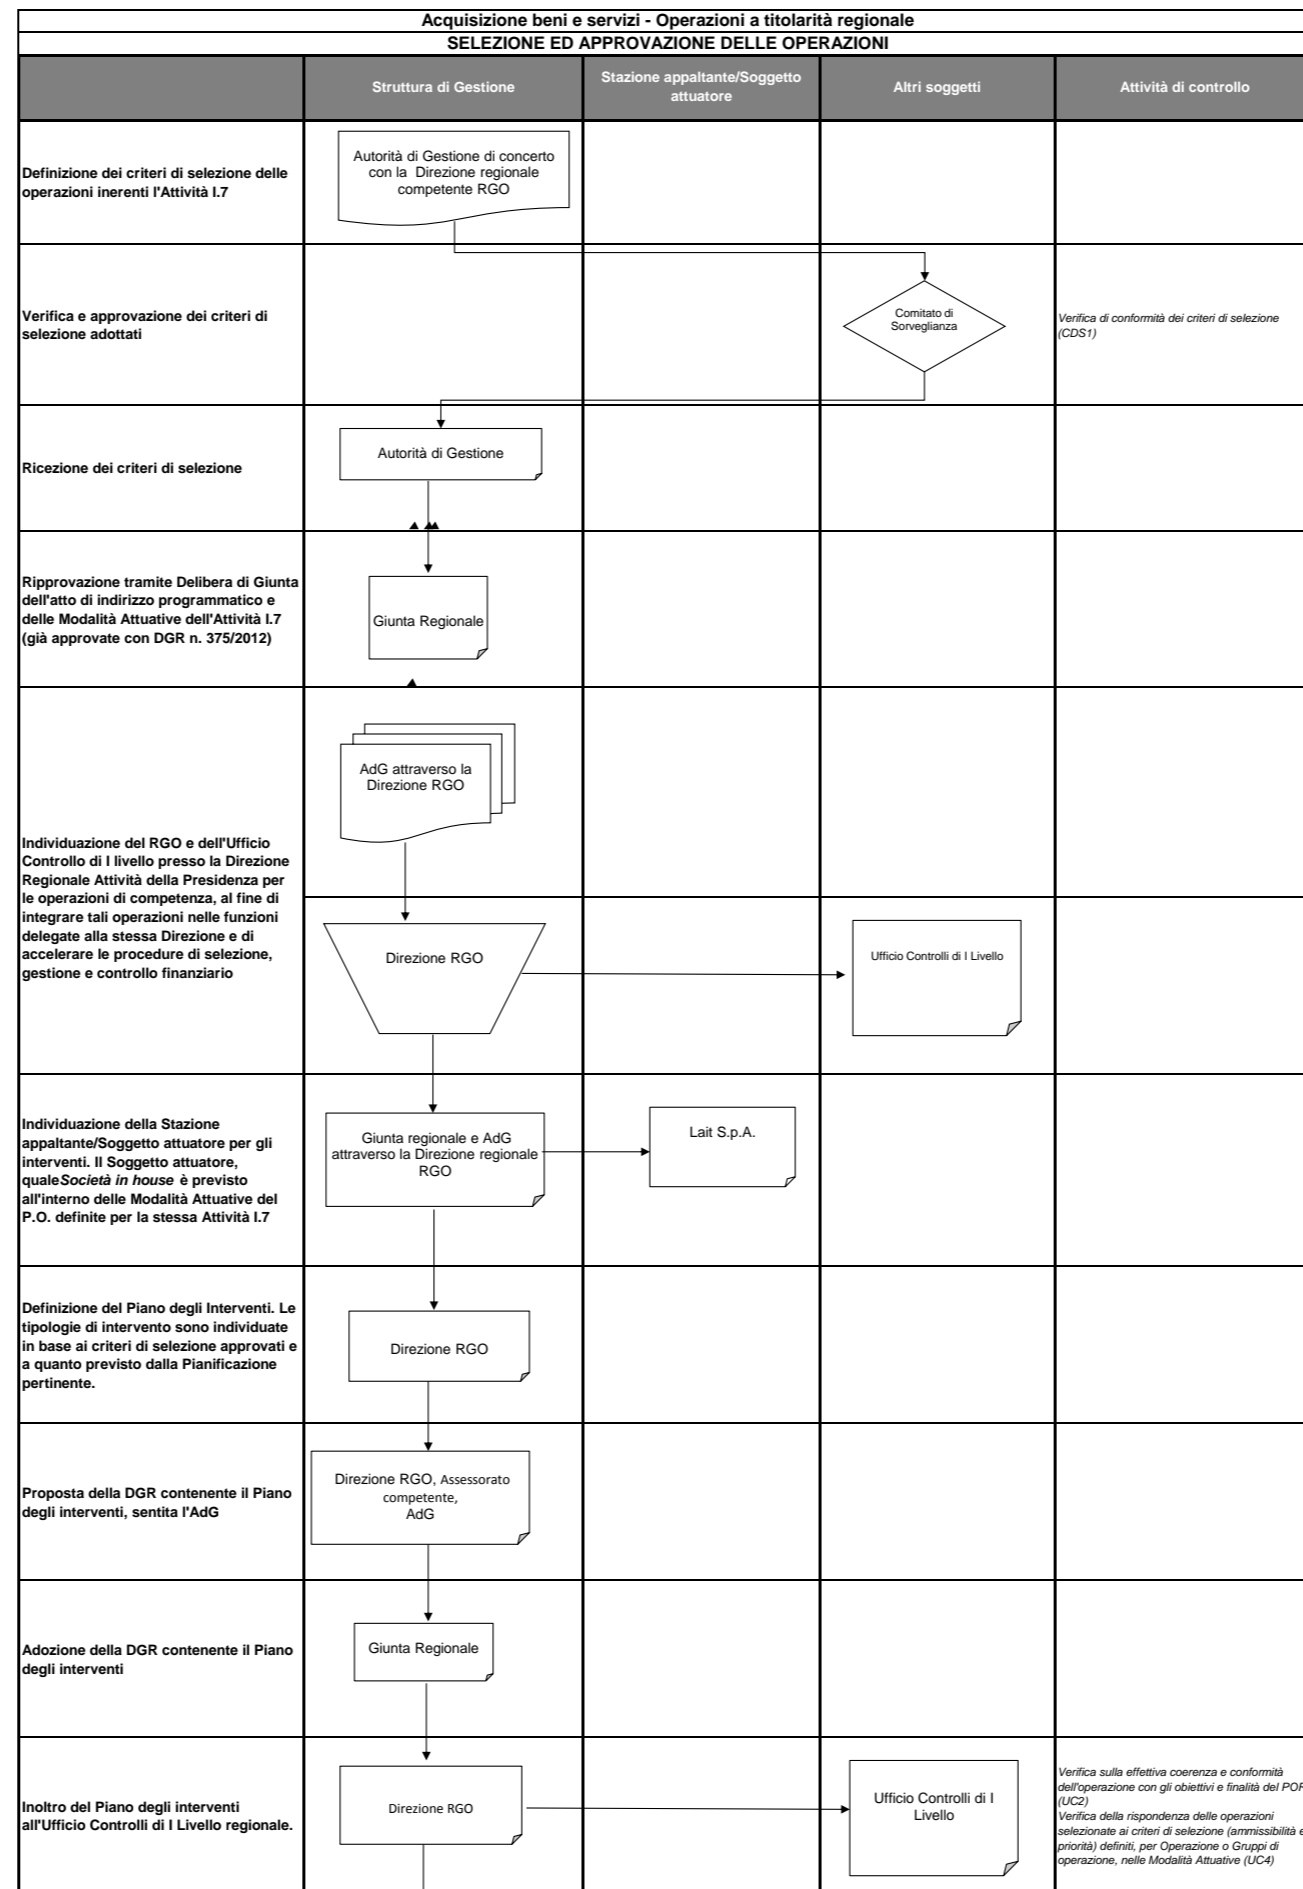 Acquisizione beni e servizi - Operazioni a titolarità regionale
SELEZIONE ED APPROVAZIONE DELLE OPERAZIONI
Struttura di Gestione
Stazione appaltante/Soggetto
attuatore
Altri soggetti
Attività di controllo
Definizione dei criteri di selezione delle
operazioni inerenti l'Attività I.7
Autorità di Gestione di concerto
con la Direzione regionale
competente RGO
Verifica e approvazione dei criteri di
selezione adottati
Comitato di
Sorveglianza
Verifica di conformità dei criteri di selezione
(CDS1)
Ricezione dei criteri di selezione
Autorità di Gestione
Ripprovazione tramite Delibera di Giunta
dell'atto di indirizzo programmatico e
delle Modalità Attuative dell'Attività I.7
(già approvate con DGR n. 375/2012)
Giunta Regionale
Individuazione del RGO e dell'Ufficio
Controllo di I livello presso la Direzione
Regionale Attività della Presidenza per
le operazioni di competenza, al fine di
integrare tali operazioni nelle funzioni
delegate alla stessa Direzione e di
accelerare le procedure di selezione,
gestione e controllo finanziario
AdG attraverso la
Direzione RGO
Direzione RGO
Ufficio Controlli di I Livello
Individuazione della Stazione
appaltante/Soggetto attuatore per gli
interventi. Il Soggetto attuatore,
qualeSocietà in house è previsto
all'interno delle Modalità Attuative del
P.O. definite per la stessa Attività I.7
Giunta regionale e AdG
attraverso la Direzione regionale
RGO
Lait S.p.A.
Definizione del Piano degli Interventi. Le
tipologie di intervento sono individuate
in base ai criteri di selezione approvati e
a quanto previsto dalla Pianificazione
pertinente.
Direzione RGO
Proposta della DGR contenente il Piano
degli interventi, sentita l'AdG
Direzione RGO, Assessorato
competente,
AdG
Adozione della DGR contenente il Piano
degli interventi
Giunta Regionale
Inoltro del Piano degli interventi
all'Ufficio Controlli di I Livello regionale.
Direzione RGO
Ufficio Controlli di I
Livello
Verifica sulla effettiva coerenza e conformità
dell'operazione con gli obiettivi e finalità del POR
(UC2)
Verifica della rispondenza delle operazioni
selezionate ai criteri di selezione (ammissibilità e
priorità) definiti, per Operazione o Gruppi di
operazione, nelle Modalità Attuative (UC4)